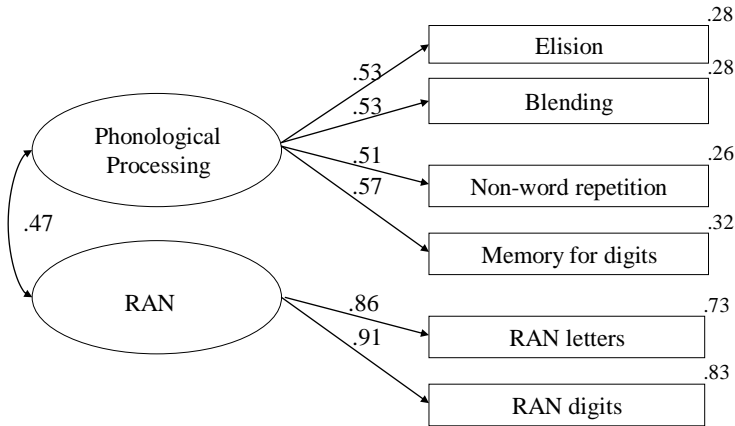 .28
Elision
.53
.28
Blending
.53
Phonological
Processing
.26
Non-word repetition
.51
.57
.32
Memory for digits
.47
RAN
.86
.73
RAN letters
.91
.83
RAN digits